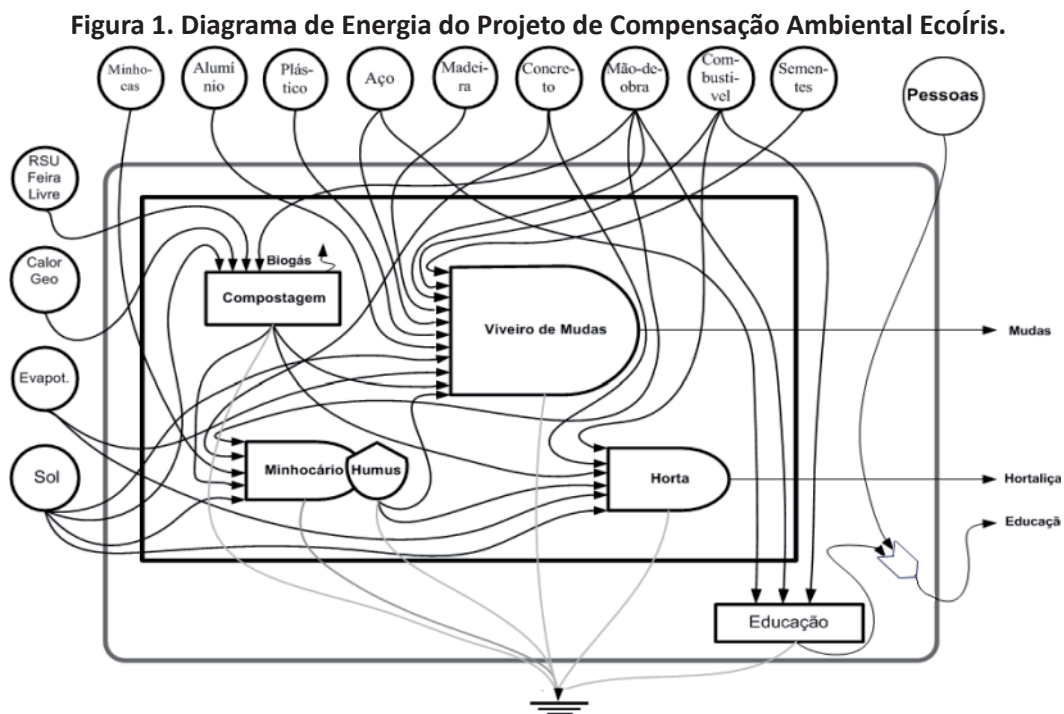 Figura 1. Diagrama de Energia do Projeto de Compensação Ambiental EcoÍris.
Minho-
cas
Alumí-
nio
Plás-
tico
Aço
Madei-
ra
Concre-
to
Mão-de-
obra
Com-
bustí-
vel
Semen-
tes
Pessoas
RSU
Feira
Livre
Calor
Geo
Evapot.
Sol
Biogás
Compostagem
Viveiro de Mudas
Mudas
Minhocário
Humus
Horta
Hortaliça
Educaçã
Educação